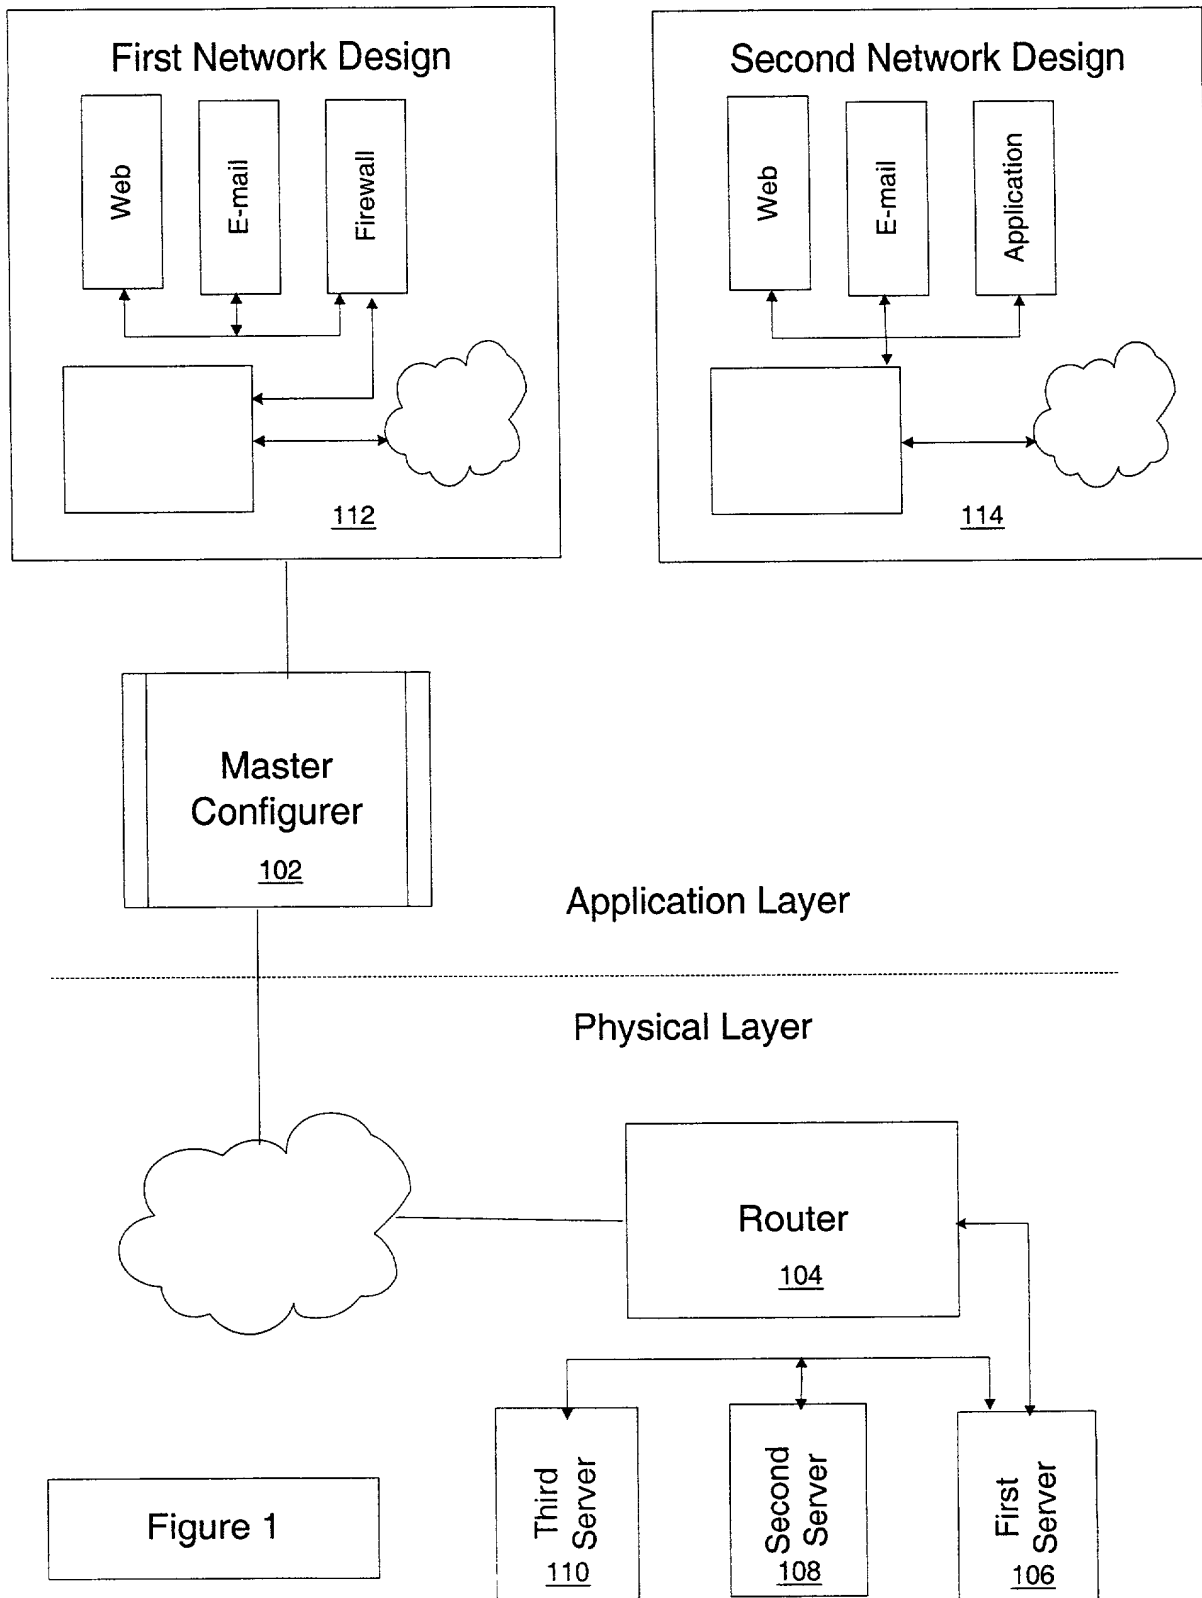 First Network Design
Web
E-mail
Firewall
112
Second Network Design
Web
E-mail
Application
114
Master
Configurer
102
Application Layer
Physical Layer
Router
104
Third
Server
110
Second
Server
108
First
Server
106
Figure 1